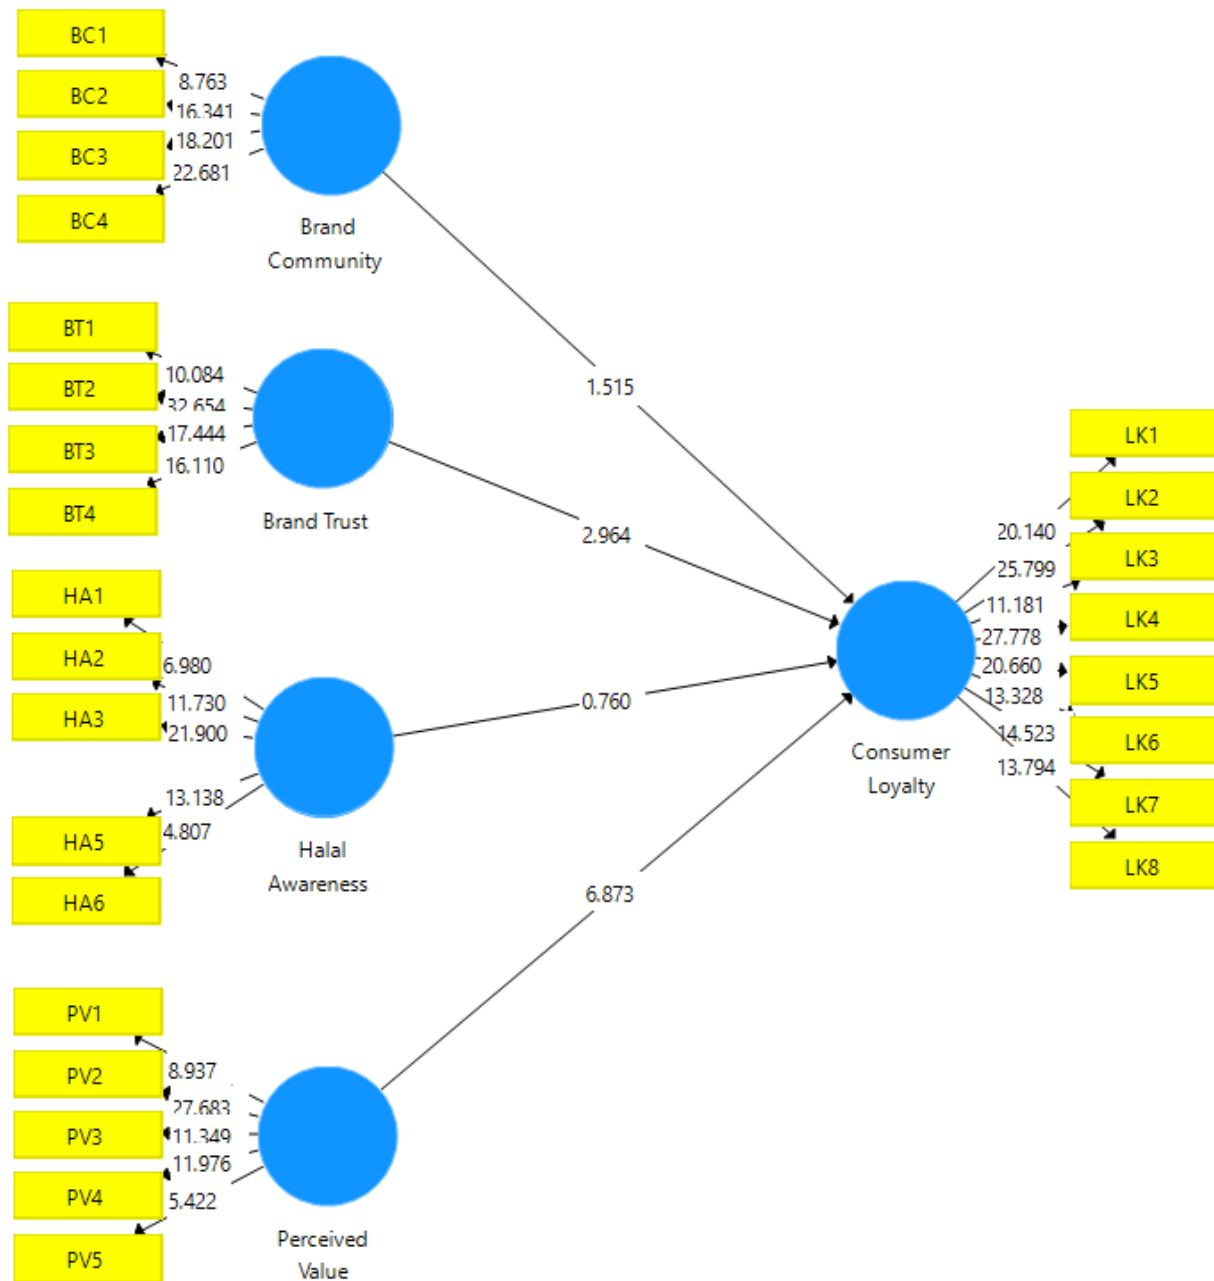 BC1
8.763
BC2
16.341
BC3
18.201
22.681
BC4
Brand
Community
BT1
10.084
BT2
32.654
BT3
17.444
16.110
BT4
Brand Trust
HA1
HA2
6.980
11.730
HA3
21.900
13.138
HA5
4.807
HA6
Halal
Awareness
PV1
8.937
PV2
27.683
PV3
11.349
11.976
PV4
5.422
PV5
Perceived
Value
1.515
2.964
0.760
6.873
Consumer
Loyalty
LK1
20.140
LK2
25.799
LK3
11.181
LK4
27.778
20.660
LK5
13.328
14.523
LK6
13.794
LK7
LK8